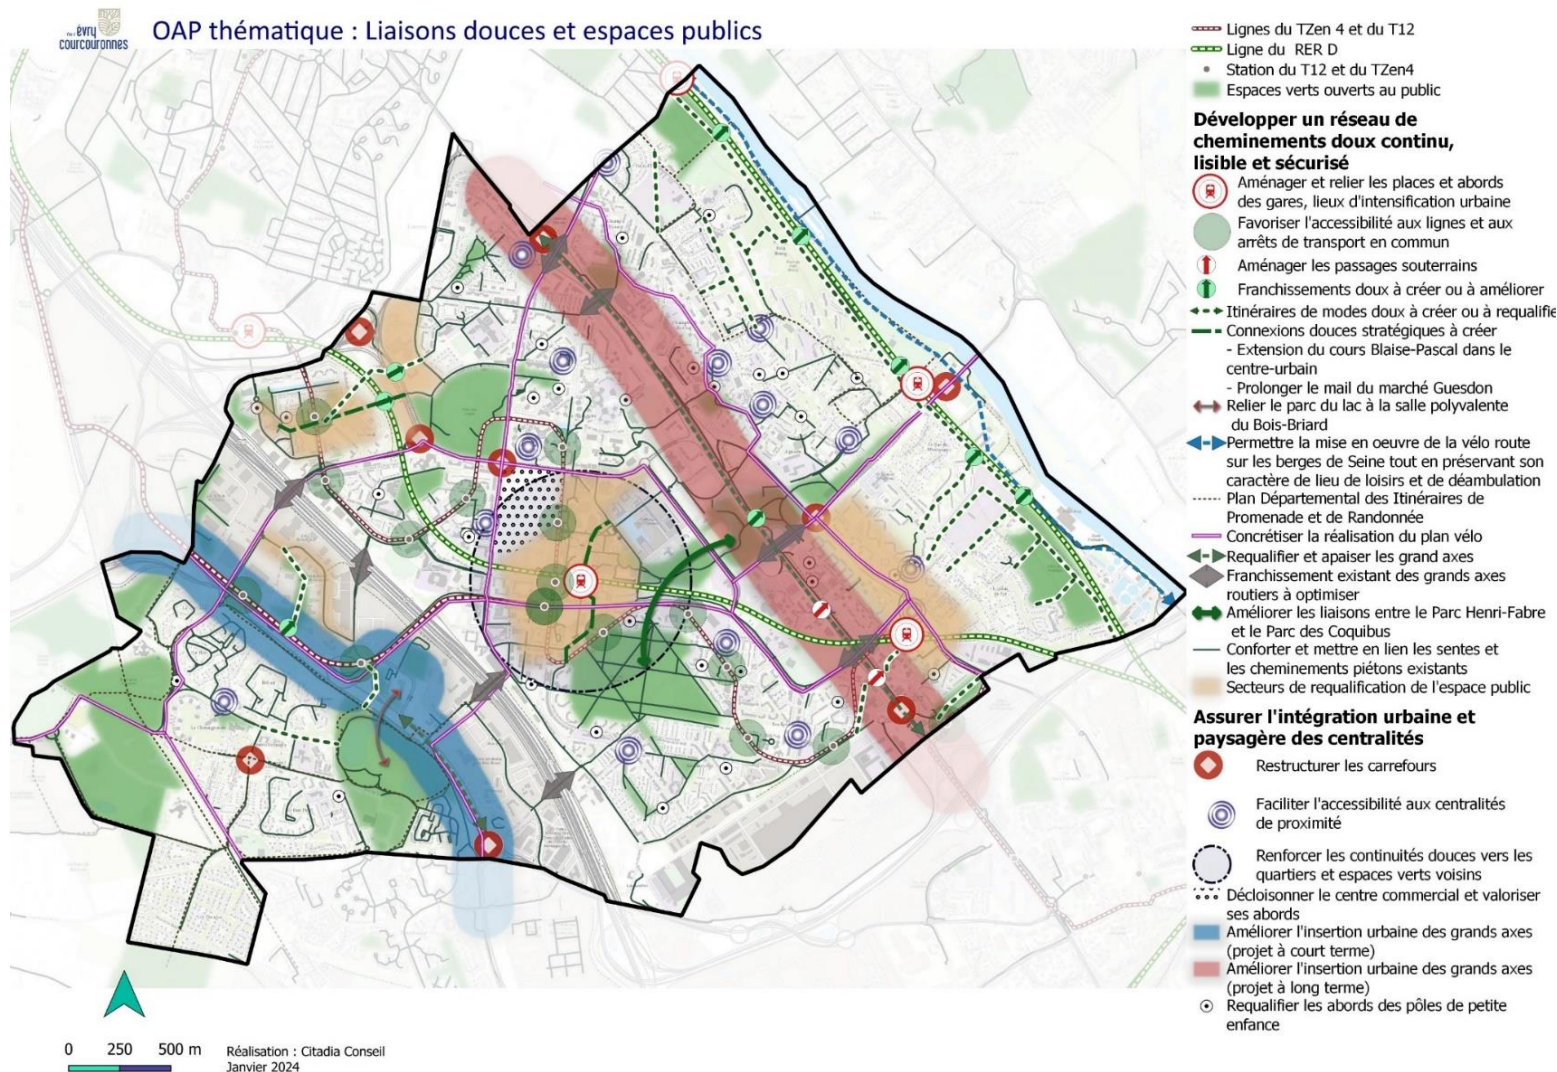 évry
courcouronnes
OAP thématique : Liaisons douces et espaces publics
Lignes du TZen 4 et du T12
Ligne du RER D
Station du T12 et du TZen4
Espaces verts ouverts au public
Développer un réseau de
cheminements doux continu,
lisible et sécurisé
Aménager et relier les places et abords
des gares, lieux d'intensification urbaine
Favoriser l'accessibilité aux lignes et aux
arrêts de transport en commun
Aménager les passages souterrains
Franchissements doux à créer ou à améliorer
Itinéraires de modes doux à créer ou à requalifie
Connexions douces stratégiques à créer
- Extension du cours Blaise-Pascal dans le
centre-urbain
- Prolonger le mail du marché Guesdon
Relier le parc du lac à la salle polyvalente
du Bois-Briard
Permettre la mise en oeuvre de la vélo route
sur les berges de Seine tout en préservant son
caractère de lieu de loisirs et de déambulation
Plan Départemental des Itinéraires de
Promenade et de Randonnée
Concrétiser la réalisation du plan vélo
Requalifier et apaiser les grand axes
Franchissement existant des grands axes
routiers à optimiser
Améliorer les liaisons entre le Parc Henri-Fabre
et le Parc des Coquibus
Conforter et mettre en lien les sentes et
les cheminements piétons existants
Secteurs de requalification de l'espace public
Assurer l'intégration urbaine et
paysagère des centralités
Restructurer les carrefours
Faciliter l'accessibilité aux centralités
de proximité
Renforcer les continuités douces vers les
quartiers et espaces verts voisins
Décloisonner le centre commercial et valoriser
ses abords
Améliorer l'insertion urbaine des grands axes
(projet à court terme)
Améliorer l'insertion urbaine des grands axes
(projet à long terme)
Requalifier les abords des pôles de petite
enfance
0 250 500 m
Réalisation : Citadia Conseil
Janvier 2024